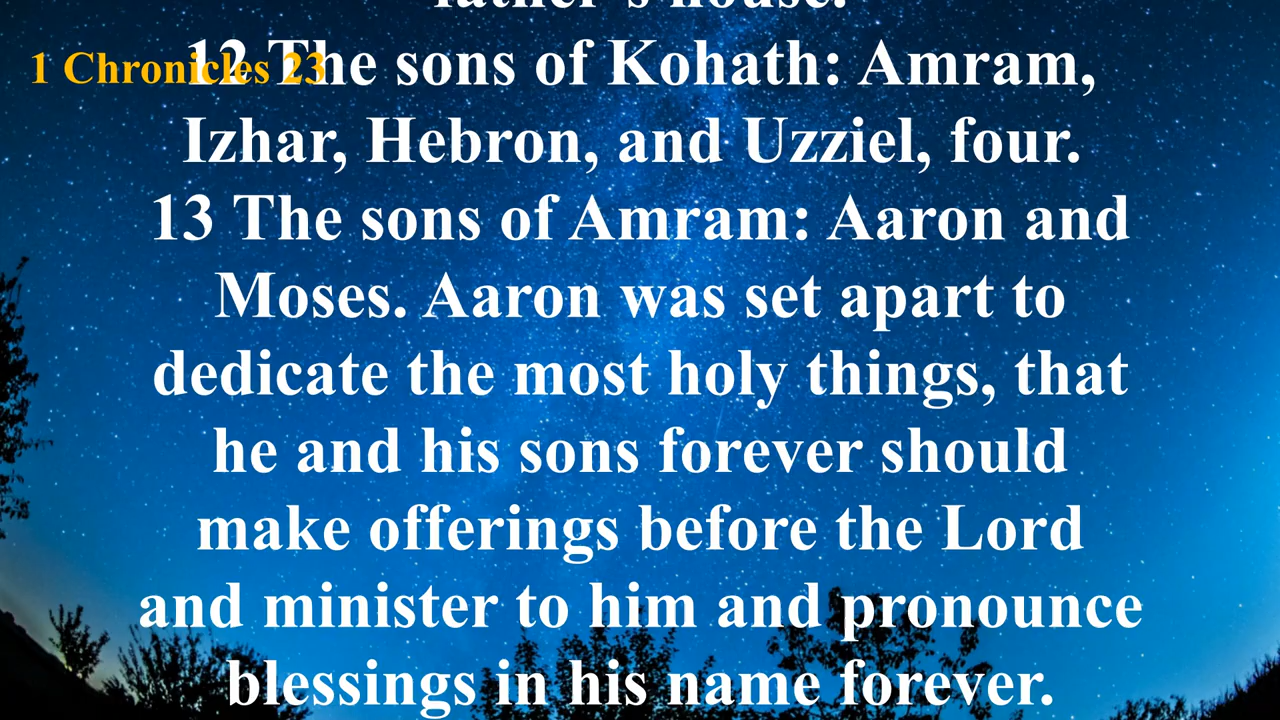 father's house.
1 Chronicles 23
12 The sons of Kohath: Amram,
Izhar, Hebron, and Uzziel, four.
13 The sons of Amram: Aaron and
Moses. Aaron was set apart to
dedicate the most holy things, that
he and his sons forever should
make offerings before the Lord
and minister to him and pronounce
blessings in his name forever.